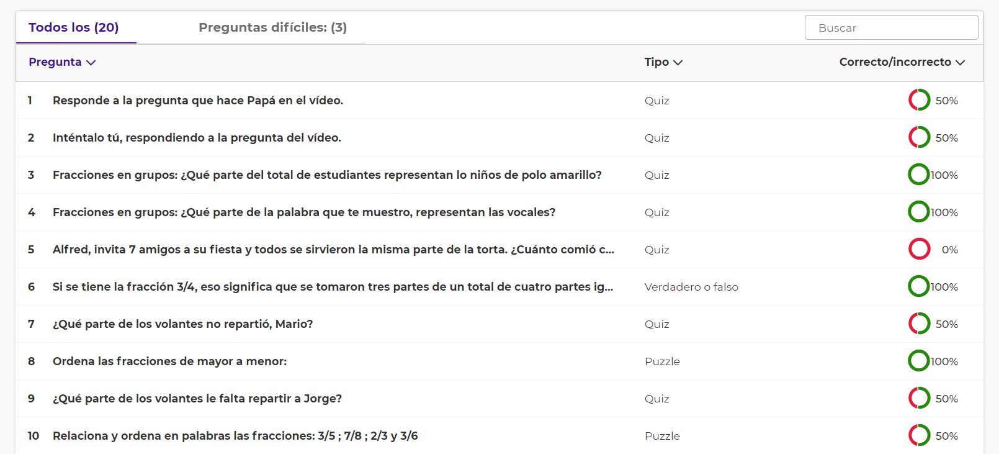 Todos los (20) Preguntas difíciles: (3) Buscar
Pregunta Tipo Correcto/incorrecto
1 Responde a la pregunta que hace Papá en el vídeo. Quiz 50%
2 Inténtalo tú, respondiendo a la pregunta del vídeo. Quiz 50%
3 Fracciones en grupos: ¿Qué parte del total de estudiantes representan lo niños de polo amarillo? Quiz 100%
4 Fracciones en grupos: ¿Qué parte de la palabra que te muestro, representan las vocales? Quiz 100%
5 Alfred, invita 7 amigos a su fiesta y todos se sirvieron la misma parte de la torta. ¿Cuánto comió c... Quiz 0%
6 Si se tiene la fracción 3/4, eso significa que se tomaron tres partes de un total de cuatro partes ig... Verdadero o falso 100%
7 ¿Qué parte de los volantes no repartió, Mario? Quiz 50%
8 Ordena las fracciones de mayor a menor: Puzzle 100%
9 ¿Qué parte de los volantes le falta repartir a Jorge? Quiz 50%
10 Relaciona y ordena en palabras las fracciones: 3/5 ; 7/8 ; 2/3 y 3/6 Puzzle 50%